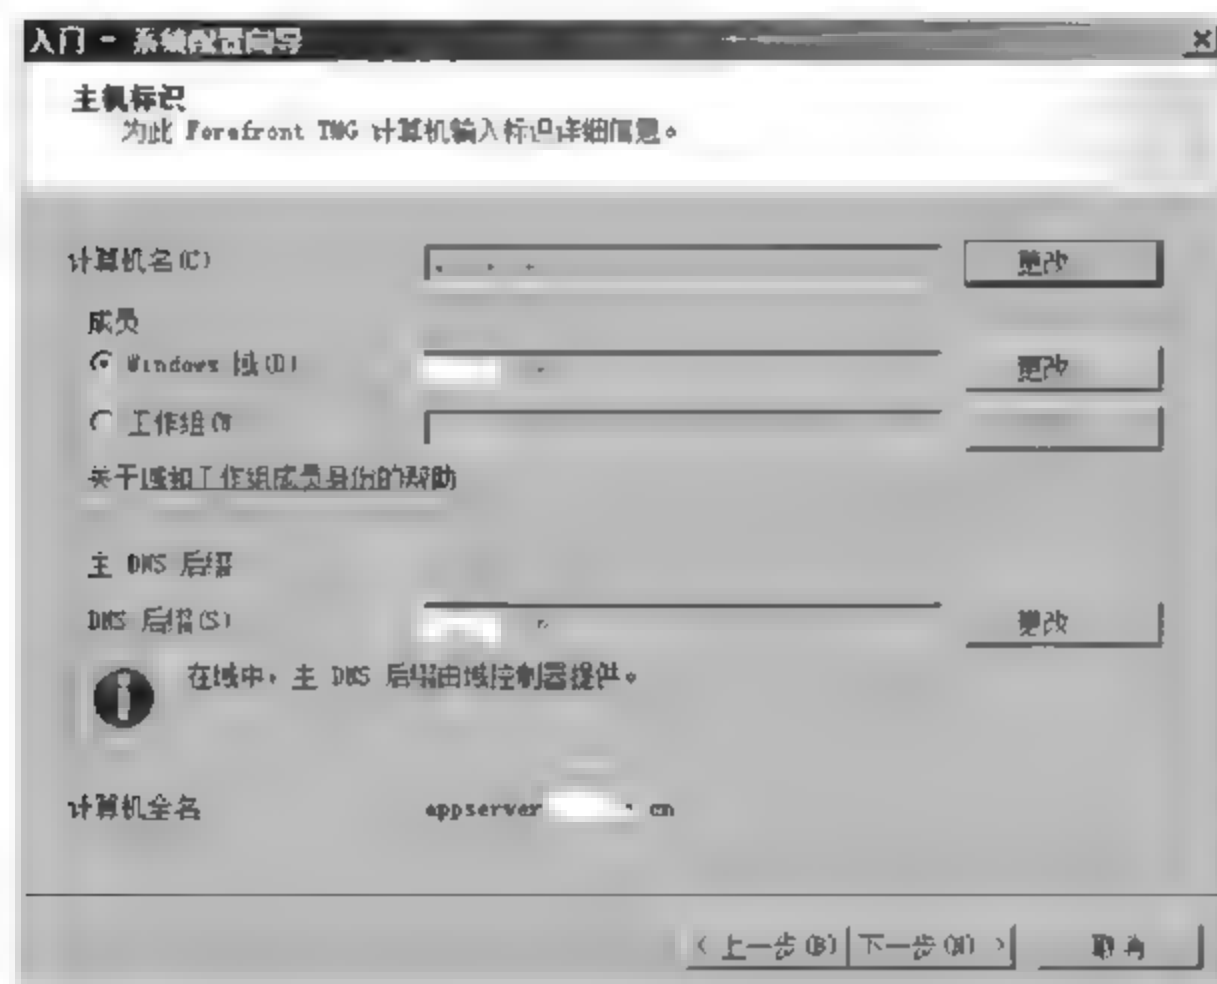 入门 - 系统配置向导
主机标识
为此 Forefront TMG 计算机输入标识详细信息。
计算机名(C)
更改
成员
Windows 域(D)
更改
工作组(W)
关于域和工作组成员身份的帮助
主 DNS 后缀
DNS 后缀(S)
更改
在域中,主 DNS 后缀由域控制器提供。
计算机全名
appserver
cn
< 上一步(B)
下一步(N) >
取消